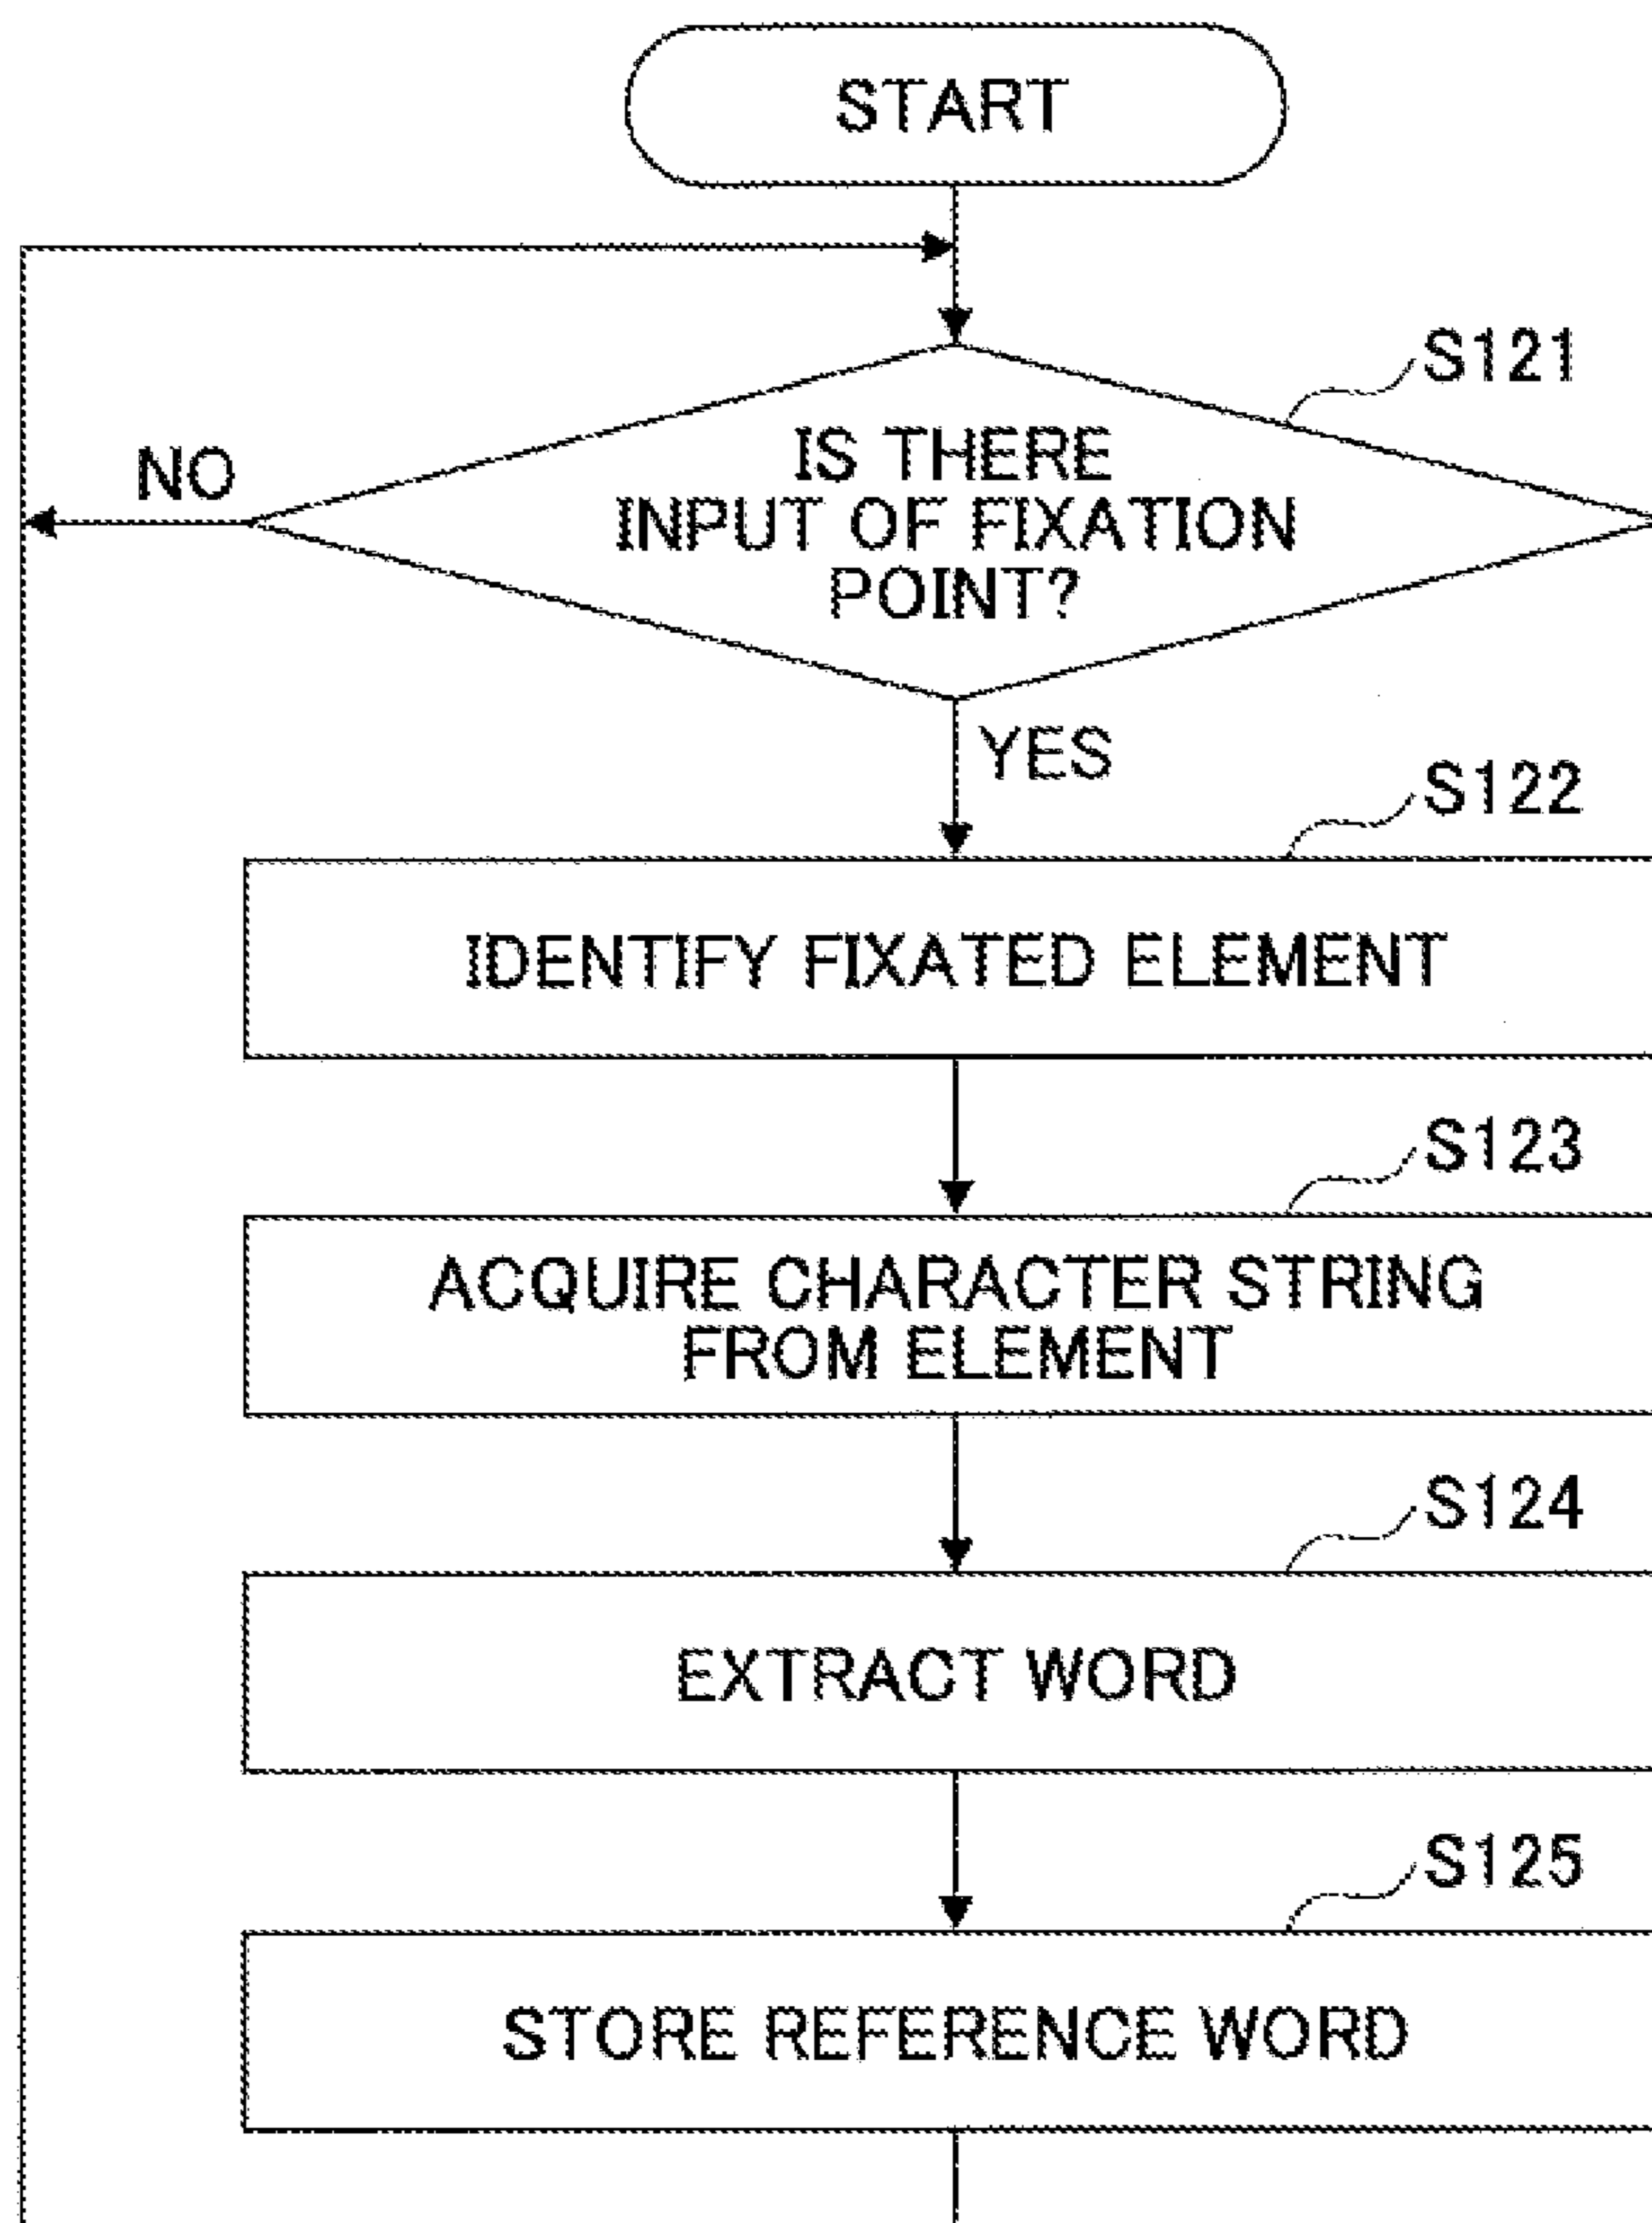 START
S121
IS THERE
INPUT OF FIXATION
POINT?
NO
YES
S122
IDENTIFY FIXATED ELEMENT
S123
ACQUIRE CHARACTER STRING
FROM ELEMENT
S124
EXTRACT WORD
S125
STORE REFERENCE WORD